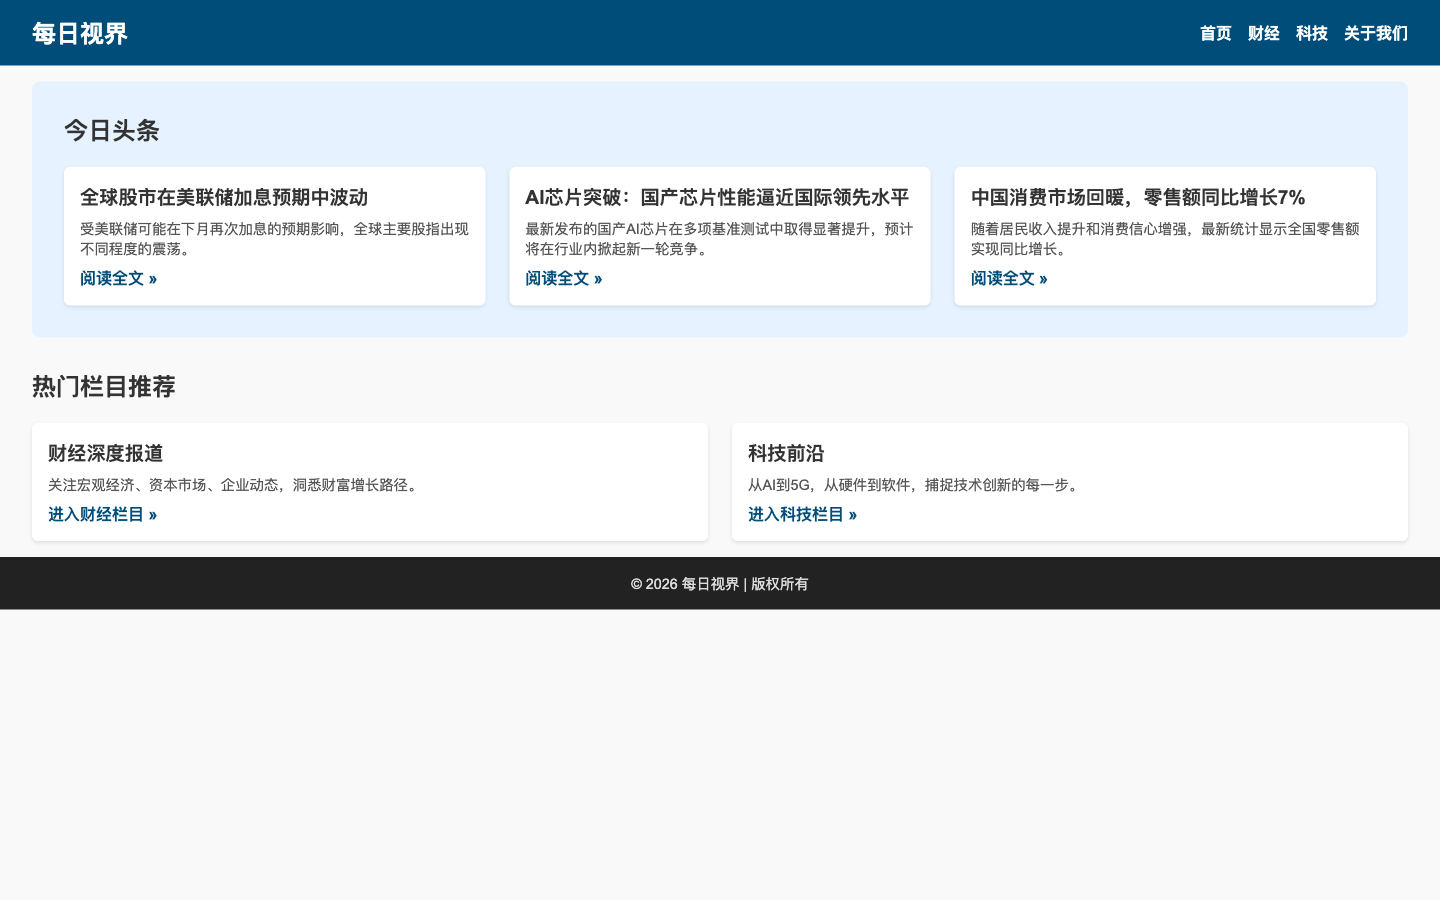 每日视界
首页 财经 科技 关于我们
今日头条
全球股市在美联储加息预期中波动
受美联储可能在下月再次加息的预期影响，全球主要股指出现
不同程度的震荡。
阅读全文 »
AI芯片突破：国产芯片性能逼近国际领先水平
最新发布的国产AI芯片在多项基准测试中取得显著提升，预计
将在行业内掀起新一轮竞争。
阅读全文 »
中国消费市场回暖，零售额同比增长7%
随着居民收入提升和消费信心增强，最新统计显示全国零售额
实现同比增长。
阅读全文 »
热门栏目推荐
财经深度报道
关注宏观经济、资本市场、企业动态，洞悉财富增长路径。
进入财经栏目 »
科技前沿
从AI到5G，从硬件到软件，捕捉技术创新的每一步。
进入科技栏目 »
© 2026 每日视界 | 版权所有